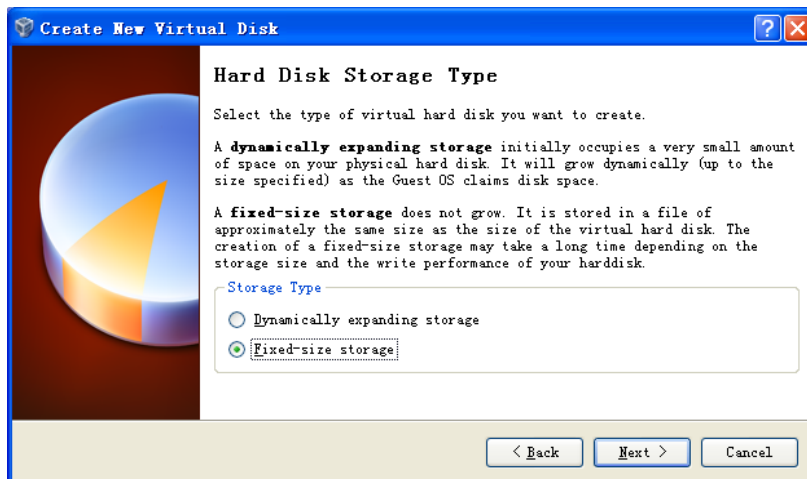 Create New Virtual Disk
Hard Disk Storage Type
Select the type of virtual hard disk you want to create.
A dynamically expanding storage initially occupies a very small amount
of space on your physical hard disk. It will grow dynamically (up to the
size specified) as the Guest OS claims disk space.
A fixed-size storage does not grow. It is stored in a file of
approximately the same size as the size of the virtual hard disk. The
creation of a fixed-size storage may take a long time depending on the
storage size and the write performance of your harddisk.
Storage Type
Dynamically expanding storage
Fixed-size storage
< Back Next > Cancel